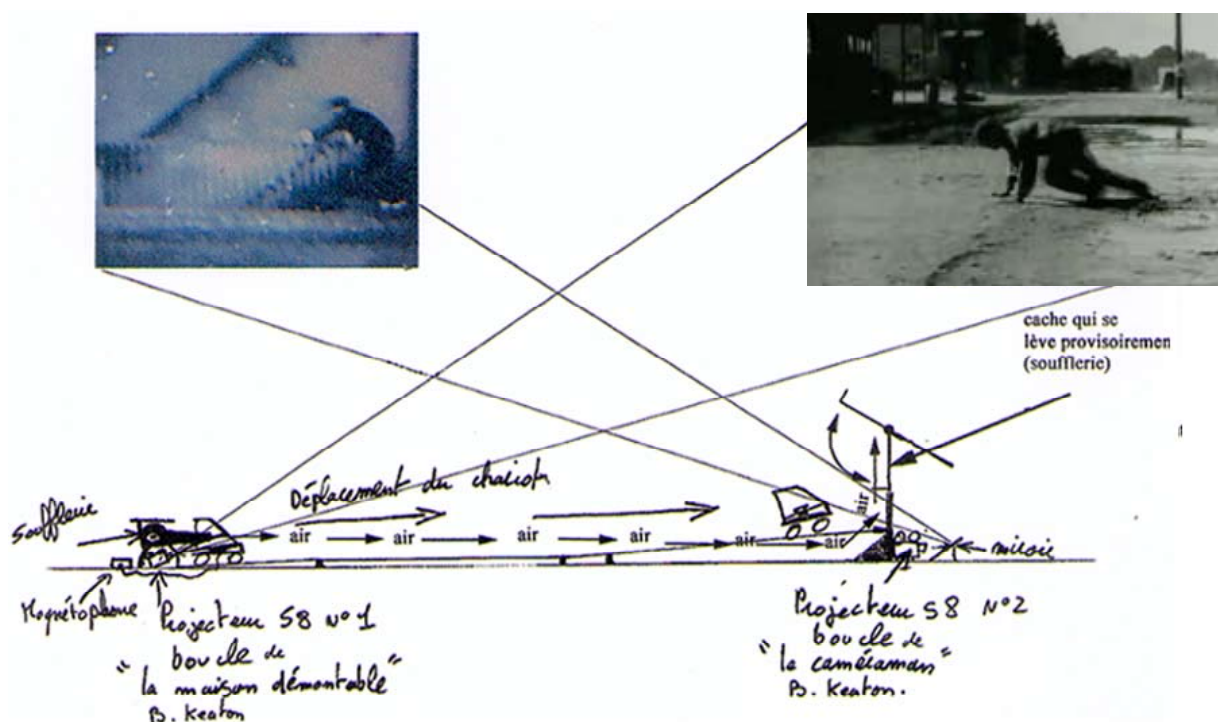 cache qui se
lève provisoiremen
(soufflerie)
Déplacement du chariot
Soufflerie
air
air
air
air
air
air
air
miroir
Magnétophone
Projecteur S8 N°1
boucle de
"la maison démontable"
B. Keaton
Projecteur S8 N°2
boucle de
"le caméraman"
B. Keaton.